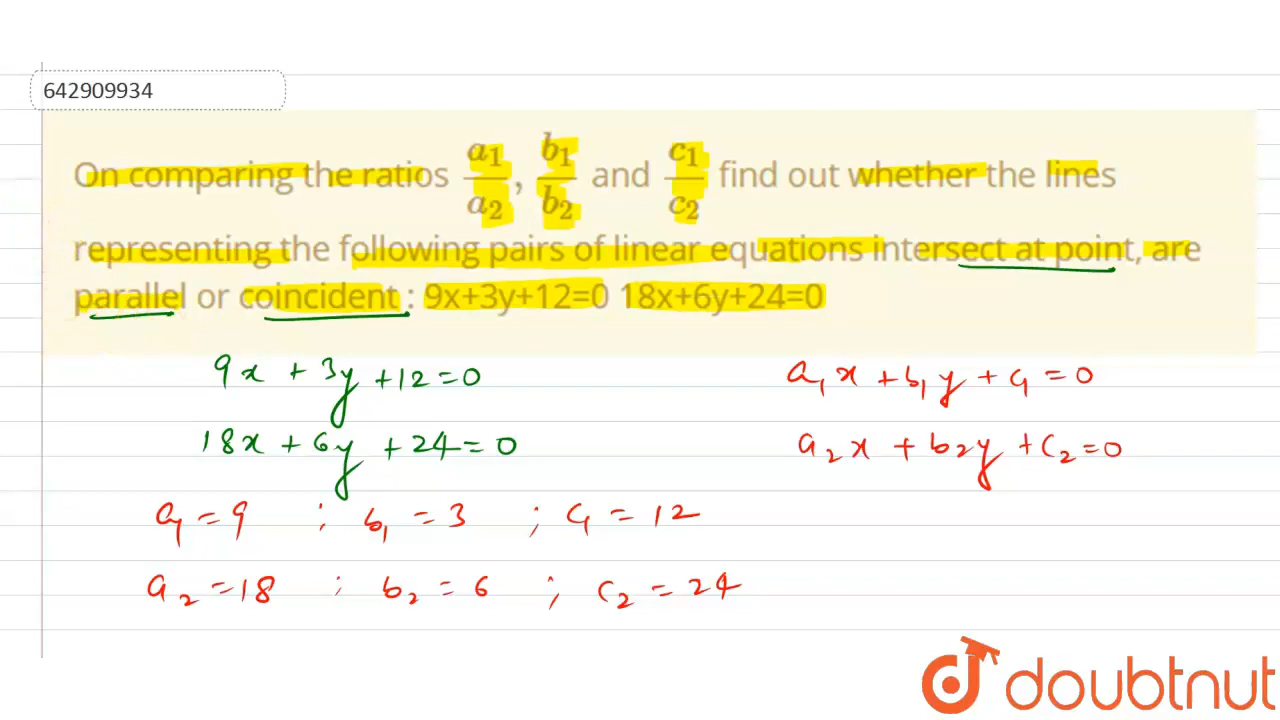 642909934
On comparing the ratios a1/a2, b1/b2 and c1/c2 find out whether the lines
representing the following pairs of linear equations intersect at point, are
parallel or coincident : 9x+3y+12=0 18x+6y+24=0
9x + 3y + 12 = 0
a₁x + b₁y + c₁ = 0
18x + 6y + 24 = 0
a₂x + b₂y + c₂ = 0
a₁ = 9 ; b₁ = 3 ; c₁ = 12
a₂ = 18 ; b₂ = 6 ; c₂ = 24
doubtnut